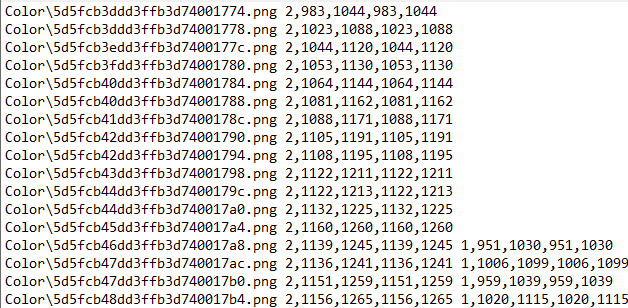 Color\5d5fcb3ddd3ffb3d74001774.png 2,983,1044,983,1044
Color\5d5fcb3ddd3ffb3d74001778.png 2,1023,1088,1023,1088
Color\5d5fcb3edd3ffb3d7400177c.png 2,1044,1120,1044,1120
Color\5d5fcb3fdd3ffb3d74001780.png 2,1053,1130,1053,1130
Color\5d5fcb40dd3ffb3d74001784.png 2,1064,1144,1064,1144
Color\5d5fcb40dd3ffb3d74001788.png 2,1081,1162,1081,1162
Color\5d5fcb41dd3ffb3d7400178c.png 2,1088,1171,1088,1171
Color\5d5fcb42dd3ffb3d74001790.png 2,1105,1191,1105,1191
Color\5d5fcb42dd3ffb3d74001794.png 2,1108,1195,1108,1195
Color\5d5fcb43dd3ffb3d74001798.png 2,1122,1211,1122,1211
Color\5d5fcb44dd3ffb3d7400179c.png 2,1122,1213,1122,1213
Color\5d5fcb44dd3ffb3d740017a0.png 2,1132,1225,1132,1225
Color\5d5fcb45dd3ffb3d740017a4.png 2,1160,1260,1160,1260
Color\5d5fcb46dd3ffb3d740017a8.png 2,1139,1245,1139,1245 1,951,1030,951,1030
Color\5d5fcb47dd3ffb3d740017ac.png 2,1136,1241,1136,1241 1,1006,1099,1006,1099
Color\5d5fcb47dd3ffb3d740017b0.png 2,1151,1259,1151,1259 1,959,1039,959,1039
Color\5d5fcb48dd3ffb3d740017b4.png 2,1156,1265,1156,1265 1,1020,1115,1020,1115